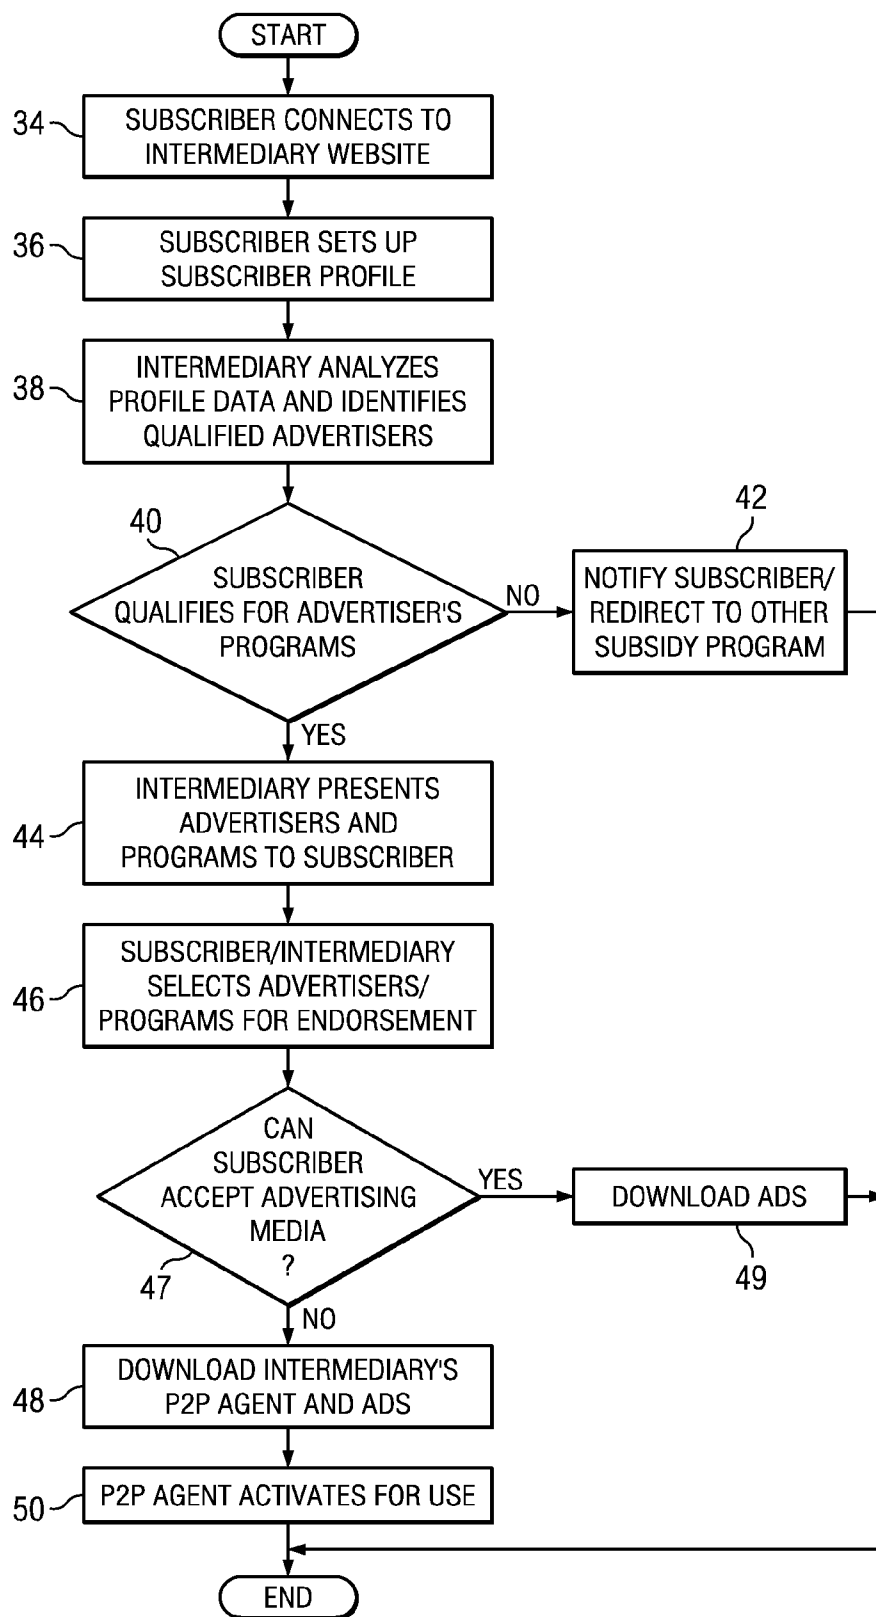 START
34
SUBSCRIBER CONNECTS TO
INTERMEDIARY WEBSITE
36
SUBSCRIBER SETS UP
SUBSCRIBER PROFILE
38
INTERMEDIARY ANALYZES
PROFILE DATA AND IDENTIFIES
QUALIFIED ADVERTISERS
40
SUBSCRIBER
QUALIFIES FOR ADVERTISER'S
PROGRAMS
NO
42
NOTIFY SUBSCRIBER/
REDIRECT TO OTHER
SUBSIDY PROGRAM
YES
44
INTERMEDIARY PRESENTS
ADVERTISERS AND
PROGRAMS TO SUBSCRIBER
46
SUBSCRIBER/INTERMEDIARY
SELECTS ADVERTISERS/
PROGRAMS FOR ENDORSEMENT
CAN
SUBSCRIBER
ACCEPT ADVERTISING
MEDIA
?
47
YES
DOWNLOAD ADS
49
NO
48
DOWNLOAD INTERMEDIARY'S
P2P AGENT AND ADS
50
P2P AGENT ACTIVATES FOR USE
END